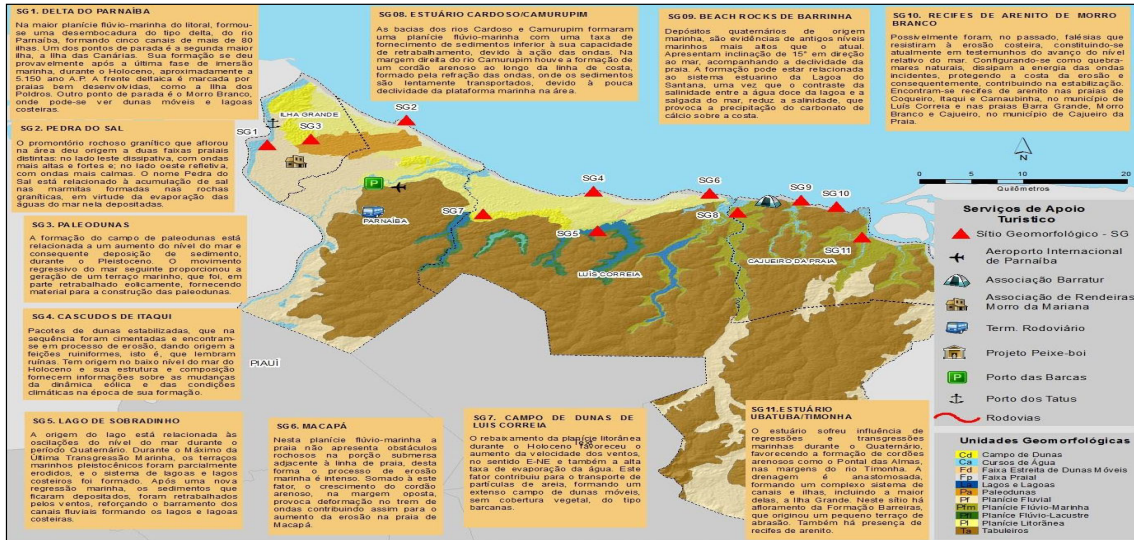 SG1. DELTA DO PARNAÍBA
Na maior planície flúvio-marinha do litoral, formou-
se uma desembocadura do tipo delta, do rio
Parnaíba, formando cinco canais de mais de 80
ilhas. Um dos pontos de parada é a segunda maior
ilha, a Ilha das Canárias. Sua formação se deu
provavelmente após a última fase de imersão
marinha, durante o Holoceno, aproximadamente a
5.150 ano A.P. A frente deltaica é marcada por
praias bem desenvolvidas, como a Ilha dos
Poldros. Outro ponto de parada é o Morro Branco,
onde pode-se ver dunas móveis e lagoas
costeiras.
SG2. PEDRA DO SAL
O promontório rochoso granítico que aflorou
na área deu origem a duas faixas praiais
distintas: no lado leste dissipativa, com ondas
mais altas e fortes e; no lado oeste refletiva,
com ondas mais calmas. O nome Pedra do
Sal está relacionado à acumulação de sal
nas marmitas formadas nas rochas
graníticas, em virtude da evaporação das
águas do mar nela depositadas.
SG3. PALEODUNAS
A formação do campo de paleodunas está
relacionada a um aumento do nível do mar e
consequente deposição de sedimento,
durante o Pleistoceno. O movimento
regressivo do mar seguinte proporcionou a
geração de um terraço marinho, que foi, em
parte retrabalhado eolicamente, fornecendo
material para a construção das paleodunas.
SG4. CASCUDOS DE ITAQUI
Pacotes de dunas estabilizadas, que na
sequência foram cimentadas e encontram-
se em processo de erosão, dando origem a
feições ruiniformes, isto é, que lembram
ruínas. Tem origem no baixo nível do mar do
Holoceno e sua estrutura e composição
fornecem informações sobre as mudanças
da dinâmica eólica e das condições
climáticas na época de sua formação.
SG5. LAGO DE SOBRADINHO
A origem do lago está relacionada às
oscilações do nível do mar durante o
período Quaternário. Durante o Máximo da
Última Transgressão Marinha, os terraços
marinhos pleistocênicos foram parcialmente
erodidos, e o sistema de lagoas e lagoas
costeiros foi formado. Após uma nova
regressão marinha, os sedimentos que
ficaram depositados, foram retrabalhados
pelos ventos, reforçando o barramento dos
canais fluviais formando os lagos e lagoas
costeiras.
SG08. ESTUÁRIO CARDOSO/CAMURUPIM
As bacias dos rios Cardoso e Camurupim formaram
uma planície flúvio-marinha com uma taxa de
fornecimento de sedimentos inferior à sua capacidade
de retrabalhamento, devido à ação das ondas. Na
margem direita do rio Camurupim houve a formação de
um cordão arenoso ao longo da linha de costa,
formado pela refração das ondas, onde os sedimentos
são lentamente transportados, devido à pouca
declividade da plataforma marinha na área.
SG09. BEACH ROCKS DE BARRINHA
Depósitos quaternários de origem
marinha, são evidências de antigos níveis
marinhos mais altos que o atual.
Apresentam inclinação de 15° em direção
ao mar, acompanhando a declividade da
praia. A formação pode estar relacionada
ao sistema estuarino da Lagoa do
Santana, uma vez que o contraste da
salinidade entre a água doce da lagoa e a
salgada do mar, reduz a salinidade, que
provoca a precipitação do carbonato de
cálcio sobre a costa.
SG10. RECIFES DE ARENITO DE MORRO
BRANCO
Possivelmente foram, no passado, falésias que
resistiram à erosão costeira, constituindo-se
atualmente em testemunhos do avanço do nível
relativo do mar. Configurando-se como quebra-
mares naturais, dissipam a energia das ondas
incidentes, protegendo a costa da erosão e
consequentemente, contribuindo na estabilização.
Encontram-se recifes de arenito nas praias de
Coqueiro, Itaqui e Carnaubinha, no município de
Luís Correia e nas praias Barra Grande, Morro
Branco e Cajueiro, no município de Cajueiro da
Praia.
SG1
ILHA GRANDE
SG3
SG2
PARNAÍBA
SG7
SG4
SG5
LUÍS CORREIA
SG6
SG8
SG9
SG10
CAJUEIRO DA PRAIA
SG11
PIAUÍ
SG6. MACAPÁ
Nesta planície flúvio-marinha a
praia não apresenta obstáculos
rochosos na porção submersa
adjacente à linha de praia, desta
forma o processo de erosão
marinha é intenso. Somado à este
fator, o crescimento do cordão
arenoso, na margem oposta,
provoca deformação no trem de
ondas contribuindo assim para o
aumento da erosão na praia de
Macapá.
SG7. CAMPO DE DUNAS DE
LUIS CORREIA
O rebaixamento da planície litorânea
durante o Holoceno favoreceu o
aumento da velocidade dos ventos,
no sentido E-NE e também a alta
taxa de evaporação da água. Este
fator contribuiu para o transporte de
partículas de areia, formando um
extenso campo de dunas móveis,
sem cobertura vegetal, do tipo
barcanas.
SG11.ESTUÁRIO
UBATUBA/TIMONHA
O estuário sofreu influência de
regressões e transgressões
marinhas durante o Quaternário,
favorecendo a formação de cordões
arenosos como o Pontal das Almas,
nas margens do rio Timonha. A
drenagem é anastomosada,
formando um complexo sistema de
canais e ilhas, incluindo a maior
delas, a Ilha Grande. Neste sítio há
afloramento da Formação Barreiras,
que originou um pequeno terraço de
abrasão. Também há presença de
recifes de arenito.
N
0 10 20
Quilômetros
Serviços de Apoio
Turístico
Sítio Geomorfológico - SG
Aeroporto Internacional
de Parnaíba
Associação Barratur
Associação de Rendeiras
Morro da Mariana
Term. Rodoviário
Projeto Peixe-boi
Porto das Barcas
Porto dos Tatus
Rodovias
Unidades Geomorfológicas
Cd Campo de Dunas
Ca Cursos de Água
Fd Faixa Estreita de Dunas Móveis
Fp Faixa Praial
La Lagos e Lagoas
Pa Paleodunas
Pf Planície Fluvial
Pfm Planície Flúvio-Marinha
Pfl Planície Flúvio-Lacustre
Pl Planície Litorânea
Ta Tabuleiros